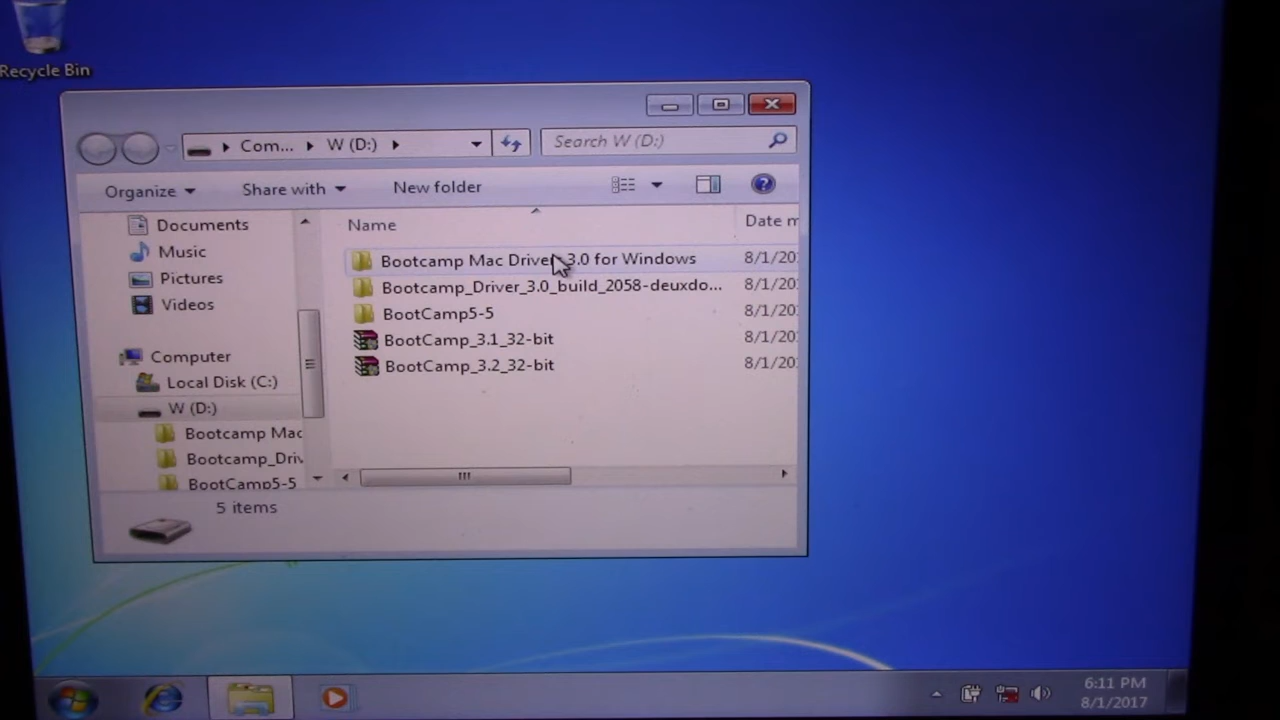 Recycle Bin
Com...
W (D:)
Search W (D:)
Organize
Share with
New folder
Documents
Music
Pictures
Videos
Computer
Local Disk (C:)
W (D:)
Bootcamp Mac
Bootcamp_Driv
BootCamp5-5
Name
Date m
Bootcamp Mac Driver 3.0 for Windows
8/1/20
Bootcamp_Driver_3.0_build_2058-deuxdo...
8/1/20
BootCamp5-5
8/1/20
BootCamp_3.1_32-bit
8/1/20
BootCamp_3.2_32-bit
8/1/20
5 items
6:11 PM
8/1/2017